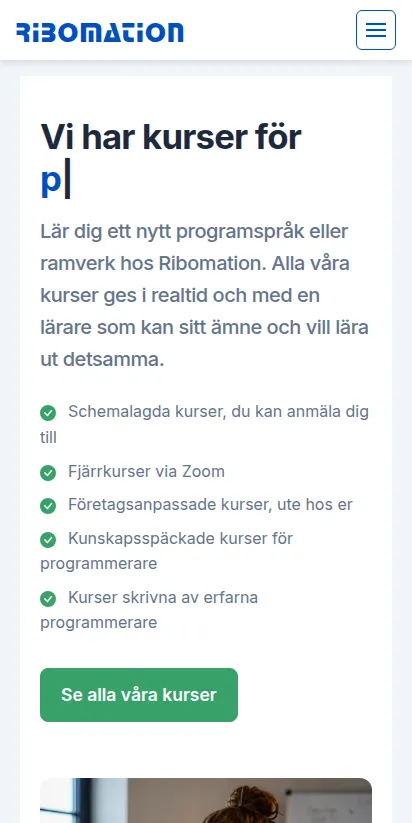 RiBOMATiON
Vi har kurser för
p
Lär dig ett nytt programspråk eller
ramverk hos Ribomation. Alla våra
kurser ges i realtid och med en
lärare som kan sitt ämne och vill lära
ut detsamma.
Schemalagda kurser, du kan anmäla dig
till
Fjärrkurser via Zoom
Företagsanpassade kurser, ute hos er
Kunskapsspäckade kurser för
programmerare
Kurser skrivna av erfarna
programmerare
Se alla våra kurser